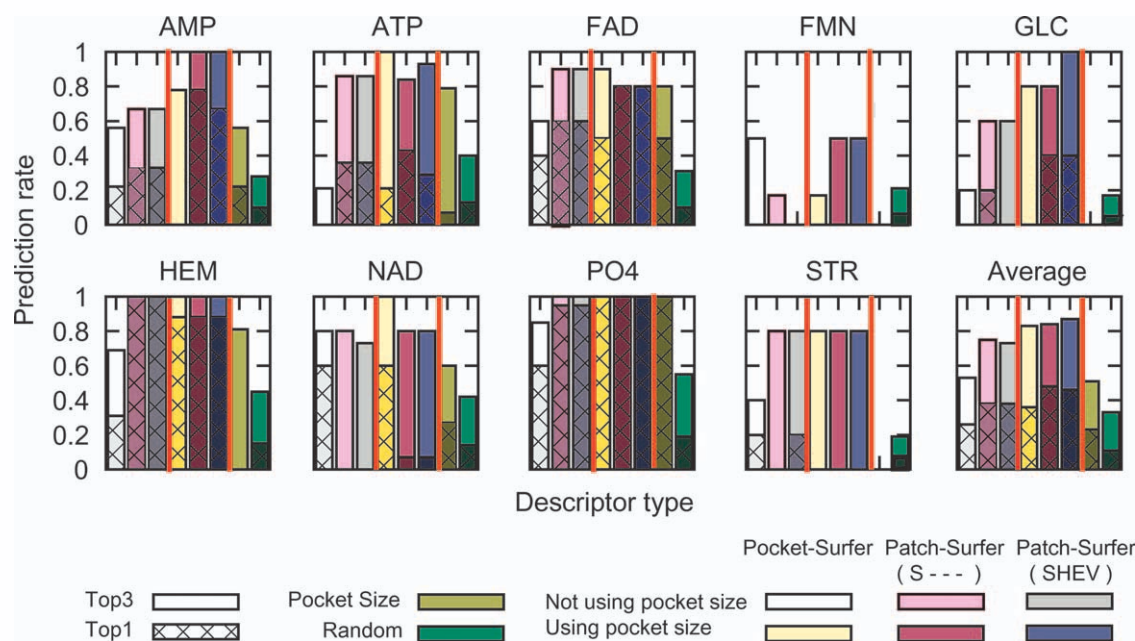 AMP ATP FAD FMN GLC
1
0.8
0.6
0.4
0.2
0
Prediction rate
HEM NAD PO4 STR Average
1
0.8
0.6
0.4
0.2
0
Descriptor type
Pocket-Surfer Patch-Surfer Patch-Surfer
( S - - - ) ( SHEV )
Top3 Pocket Size Not using pocket size
Top1 Random Using pocket size